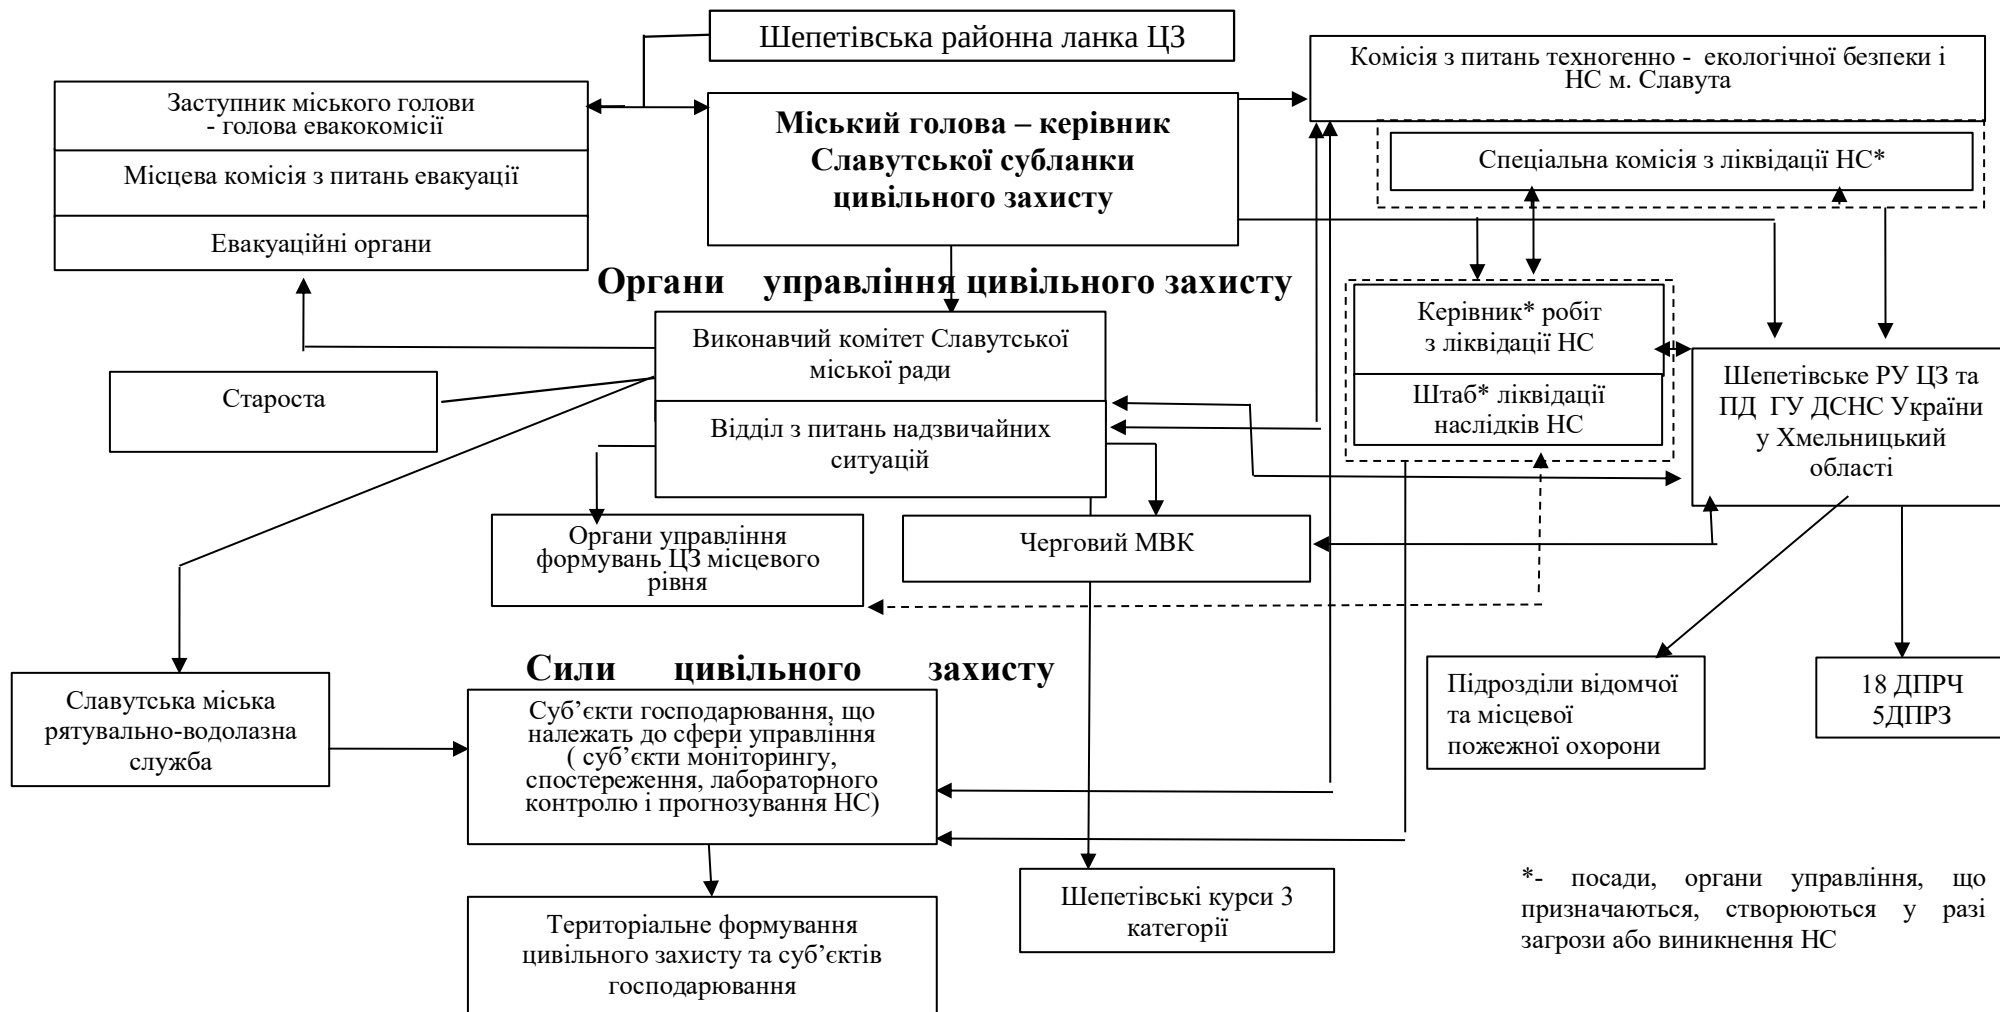 Шепетівська районна ланка ЦЗ
Комісія з питань техногенно - екологічної безпеки і
НС м. Славута
Заступник міського голови
- голова евакокомісії
Місцева комісія з питань евакуації
Евакуаційні органи
Міський голова – керівник
Славутської субланки
цивільного захисту
Спеціальна комісія з ліквідації НС*
Органи управління цивільного захисту
Виконавчий комітет Славутської
міської ради
Відділ з питань надзвичайних
ситуацій
Староста
Керівник* робіт
з ліквідації НС
Штаб* ліквідації
наслідків НС
Шепетівське РУ ЦЗ та
ПД ГУ ДСНС України
у Хмельницький
області
Органи управління
формувань ЦЗ місцевого
рівня
Черговий МВК
Сили цивільного захисту
Славутська міська
рятувально-водолазна
служба
Суб’єкти господарювання, що
належать до сфери управління
( суб’єкти моніторингу,
спостереження, лабораторного
контролю і прогнозування НС)
Підрозділи відомчої
та місцевої
пожежної охорони
18 ДПРЧ
5ДПРЗ
Територіальне формування
цивільного захисту та суб’єктів
господарювання
Шепетівські курси 3
категорії
*- посади, органи управління, що
призначаються, створюються у разі
загрози або виникнення НС